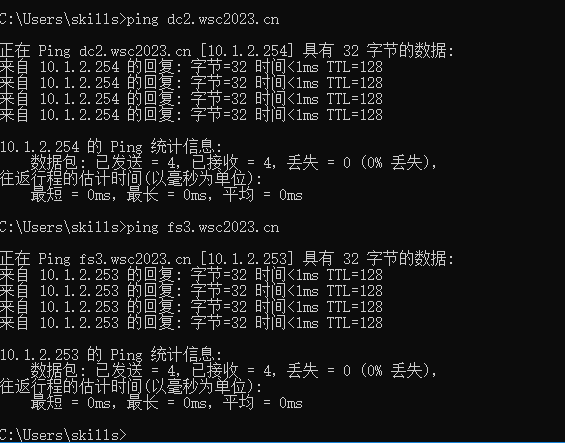 C:\Users\skills>ping dc2.wsc2023.cn
正在 Ping dc2.wsc2023.cn [10.1.2.254] 具有 32 字节的数据:
来自 10.1.2.254 的回复: 字节=32 时间<1ms TTL=128
来自 10.1.2.254 的回复: 字节=32 时间<1ms TTL=128
来自 10.1.2.254 的回复: 字节=32 时间<1ms TTL=128
来自 10.1.2.254 的回复: 字节=32 时间<1ms TTL=128
10.1.2.254 的 Ping 统计信息:
数据包: 已发送 = 4, 已接收 = 4, 丢失 = 0 (0% 丢失),
往返行程的估计时间(以毫秒为单位):
最短 = 0ms, 最长 = 0ms, 平均 = 0ms
C:\Users\skills>ping fs3.wsc2023.cn
正在 Ping fs3.wsc2023.cn [10.1.2.253] 具有 32 字节的数据:
来自 10.1.2.253 的回复: 字节=32 时间<1ms TTL=128
来自 10.1.2.253 的回复: 字节=32 时间<1ms TTL=128
来自 10.1.2.253 的回复: 字节=32 时间<1ms TTL=128
来自 10.1.2.253 的回复: 字节=32 时间<1ms TTL=128
10.1.2.253 的 Ping 统计信息:
数据包: 已发送 = 4, 已接收 = 4, 丢失 = 0 (0% 丢失),
往返行程的估计时间(以毫秒为单位):
最短 = 0ms, 最长 = 0ms, 平均 = 0ms
C:\Users\skills>